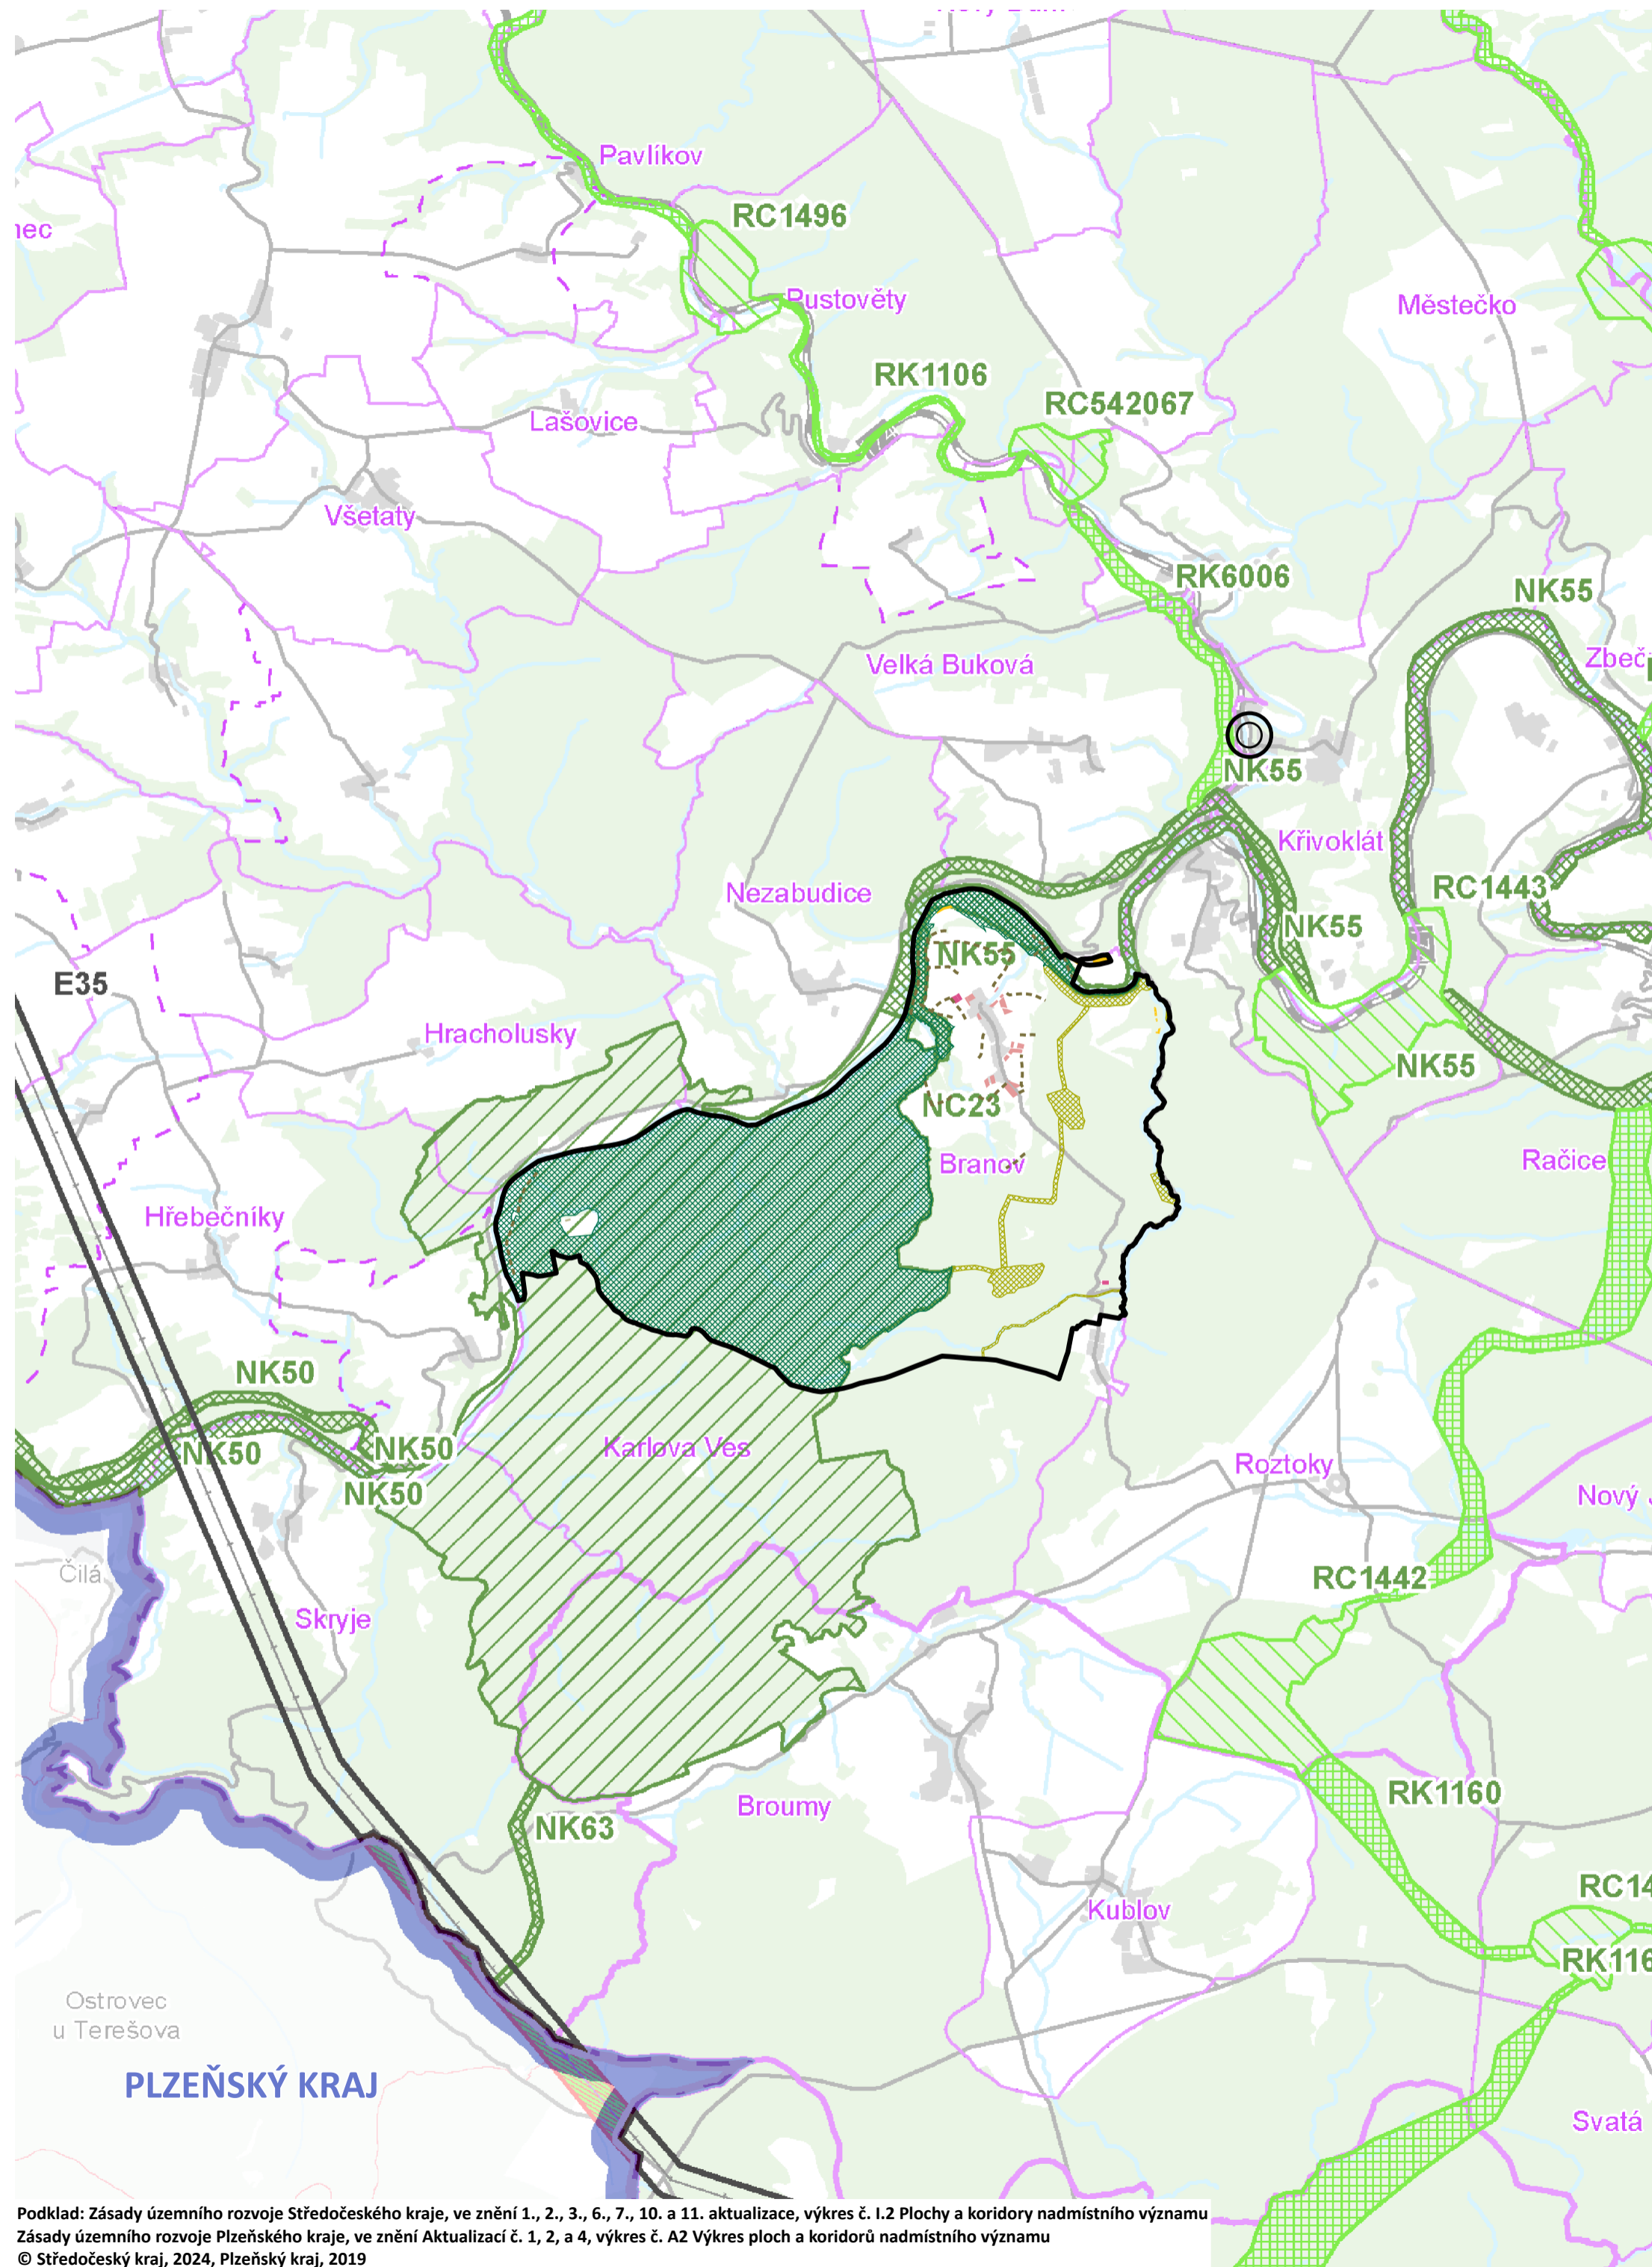 Pavlíkov
RC1496
Pustověty
Městečko
RK1106
RC542067
Lašovice
Všetaty
RK6006
NK55
Velká Buková
NK55
Křivoklát
Nezabudice
RC1443
NK55
NK55
E35
Hracholusky
NK55
NC23
Branov
Račice
Hřebečníky
NK50
NK50
NK50
NK50
Karlova Ves
Roztoky
Nový
Čilá
RC1442
Skryje
RK1160
Broumy
NK63
Kublov
Ostrovec
u Terešova
PLZEŇSKÝ KRAJ
Svatá
Podklad: Zásady územního rozvoje Středočeského kraje, ve znění 1., 2., 3., 6., 7., 10. a 11. aktualizace, výkres č. I.2 Plochy a koridory nadmístního významu
Zásady územního rozvoje Plzeňského kraje, ve znění Aktualizací č. 1, 2, a 4, výkres č. A2 Výkres ploch a koridorů nadmístního významu
© Středočeský kraj, 2024, Plzeňský kraj, 2019